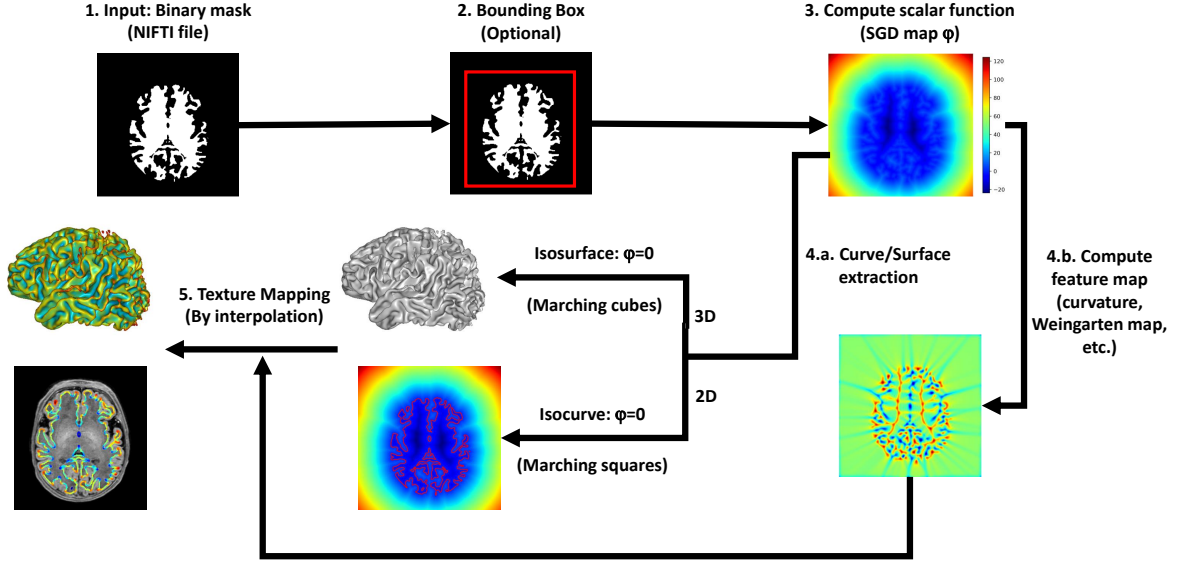 1. Input: Binary mask
(NIFTI file)
2. Bounding Box
(Optional)
3. Compute scalar function
(SGD map φ)
120
100
80
60
40
20
0
−20
4.a. Curve/Surface
extraction
4.b. Compute
feature map
(curvature,
Weingarten map,
etc.)
Isosurface: φ=0
(Marching cubes)
3D
2D
Isocurve: φ=0
(Marching squares)
5. Texture Mapping
(By interpolation)